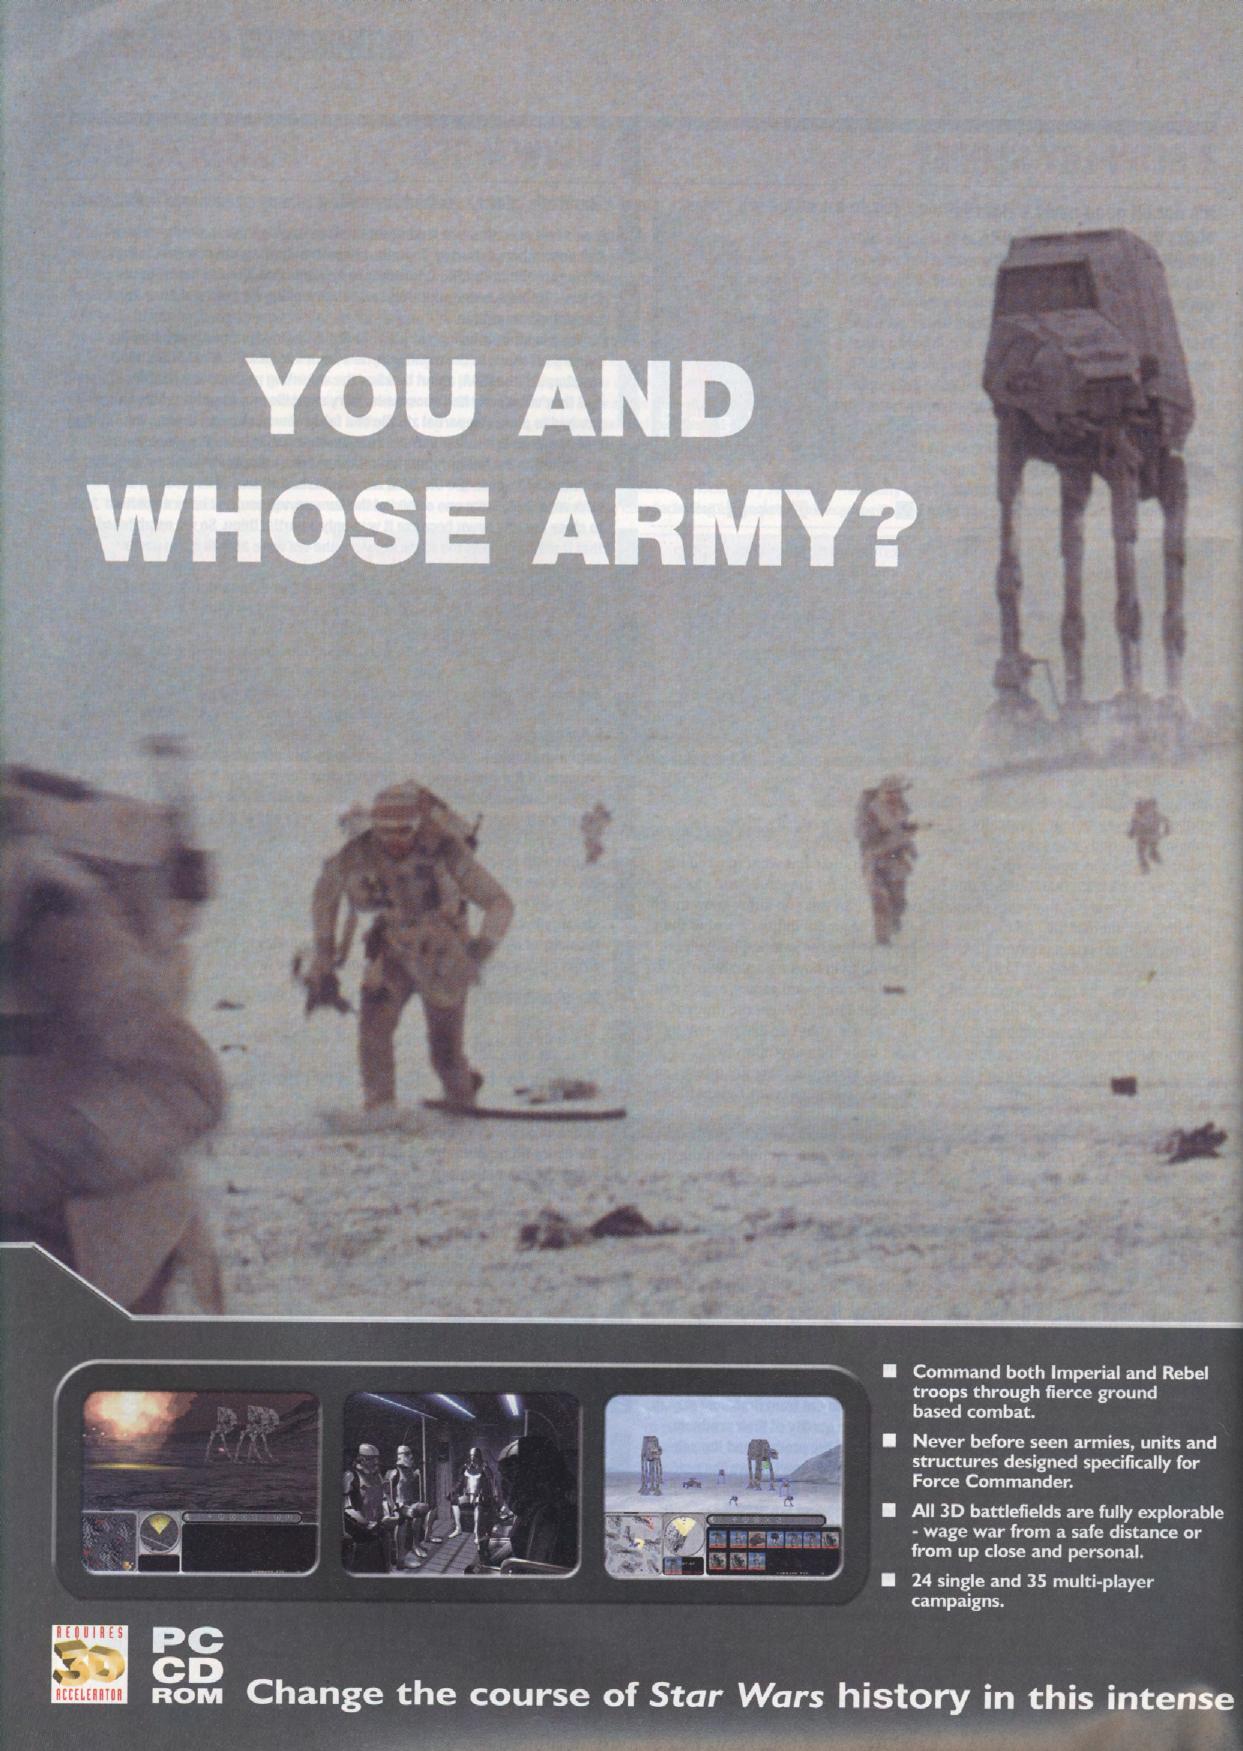 YOU AND
WHOSE ARMY?
■ Command both Imperial and Rebel
troops through fierce ground
based combat.
■ Never before seen armies, units and
structures designed specifically for
Force Commander.
■ All 3D battlefields are fully explorable
- wage war from a safe distance or
from up close and personal.
■ 24 single and 35 multi-player
campaigns.
REQUIRES
3D
ACCELERATOR
PC
CD
ROM
Change the course of Star Wars history in this intense